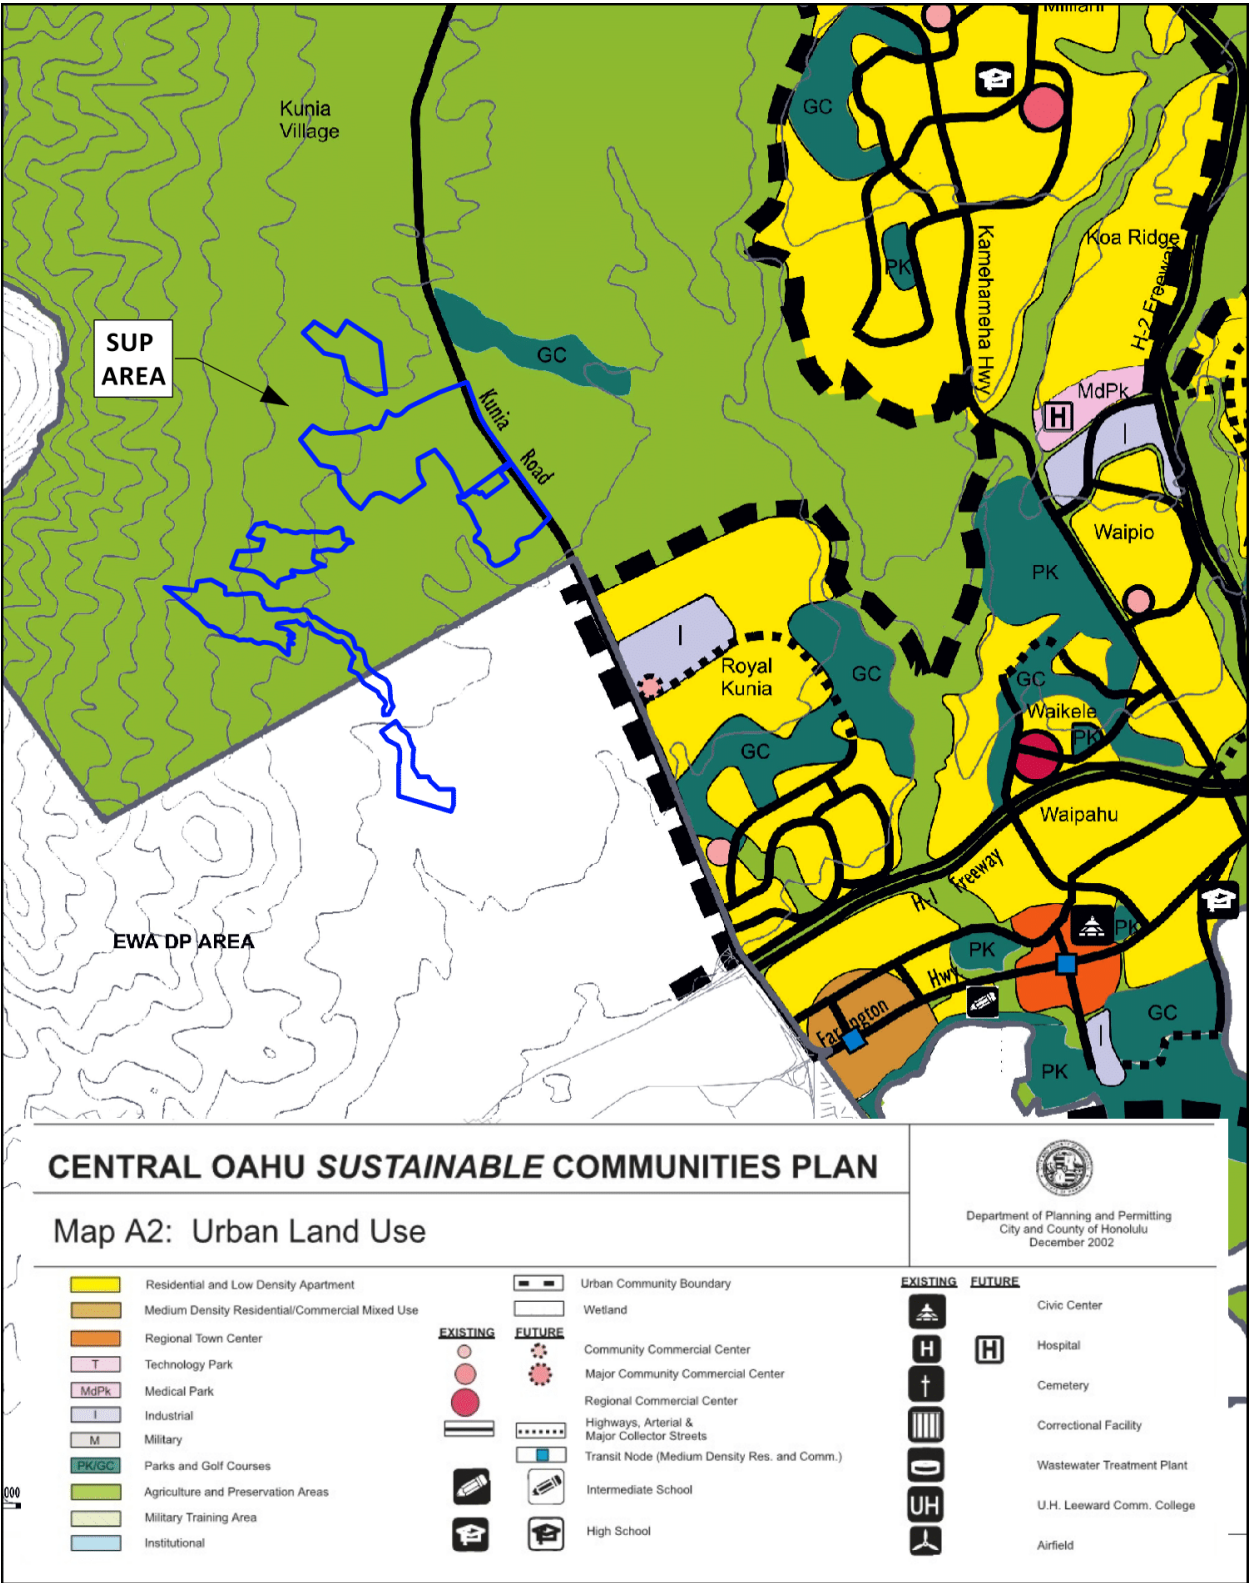 Mililani
Kunia
Village
GC
PK
Kamehameha Hwy
Koa Ridge
H-2 Freeway
SUP
AREA
GC
Kunia
Road
MdPk
H
I
Waipio
PK
I
Royal
Kunia
GC
GC
GC
Waikele
PK
Waipahu
H-1 Freeway
EWA DP AREA
PK
PK
Farrington
Hwy
GC
I
PK
CENTRAL OAHU SUSTAINABLE COMMUNITIES PLAN
Map A2: Urban Land Use
Department of Planning and Permitting
City and County of Honolulu
December 2002
Residential and Low Density Apartment
Medium Density Residential/Commercial Mixed Use
Regional Town Center
T Technology Park
MdPk Medical Park
I Industrial
M Military
PK/GC Parks and Golf Courses
Agriculture and Preservation Areas
Military Training Area
Institutional
000
Urban Community Boundary
Wetland
EXISTING FUTURE
Community Commercial Center
Major Community Commercial Center
Regional Commercial Center
Highways, Arterial &
Major Collector Streets
Transit Node (Medium Density Res. and Comm.)
Intermediate School
High School
EXISTING FUTURE
Civic Center
H H Hospital
Cemetery
Correctional Facility
Wastewater Treatment Plant
UH U.H. Leeward Comm. College
Airfield